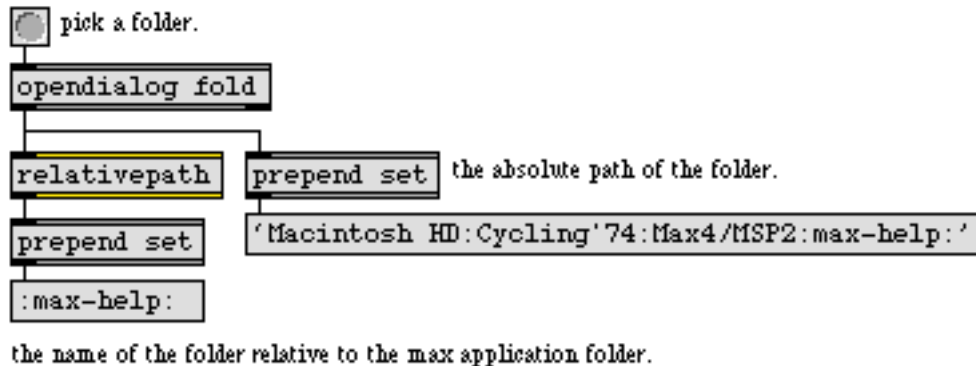 pick a folder.
opendialog fold
relativepath
prepend set
the absolute path of the folder.
prepend set
'Macintosh HD:Cycling'74:Max4/MSP2:max-help:'
:max-help:
the name of the folder relative to the max application folder.